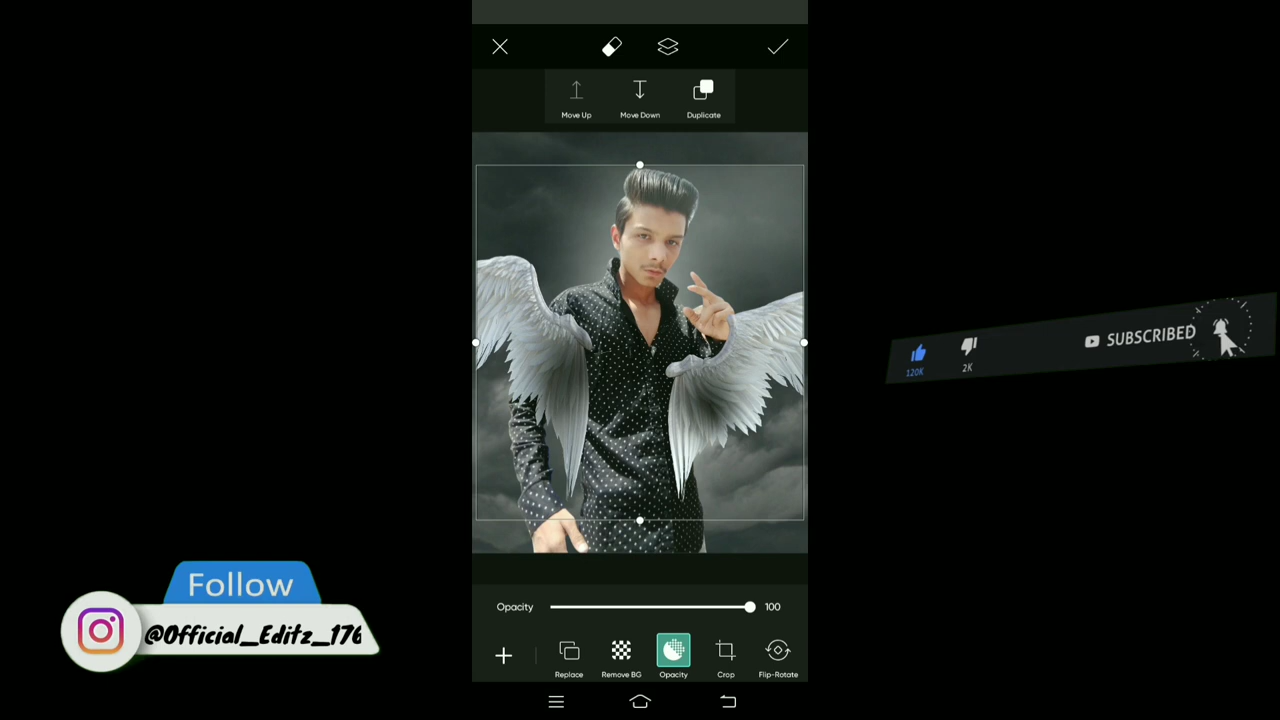 Move Up
Move Down
Duplicate
120K
2K
SUBSCRIBED
Follow
@Official_Editz_176
Opacity
100
Replace
Remove BG
Opacity
Crop
Flip-Rotate